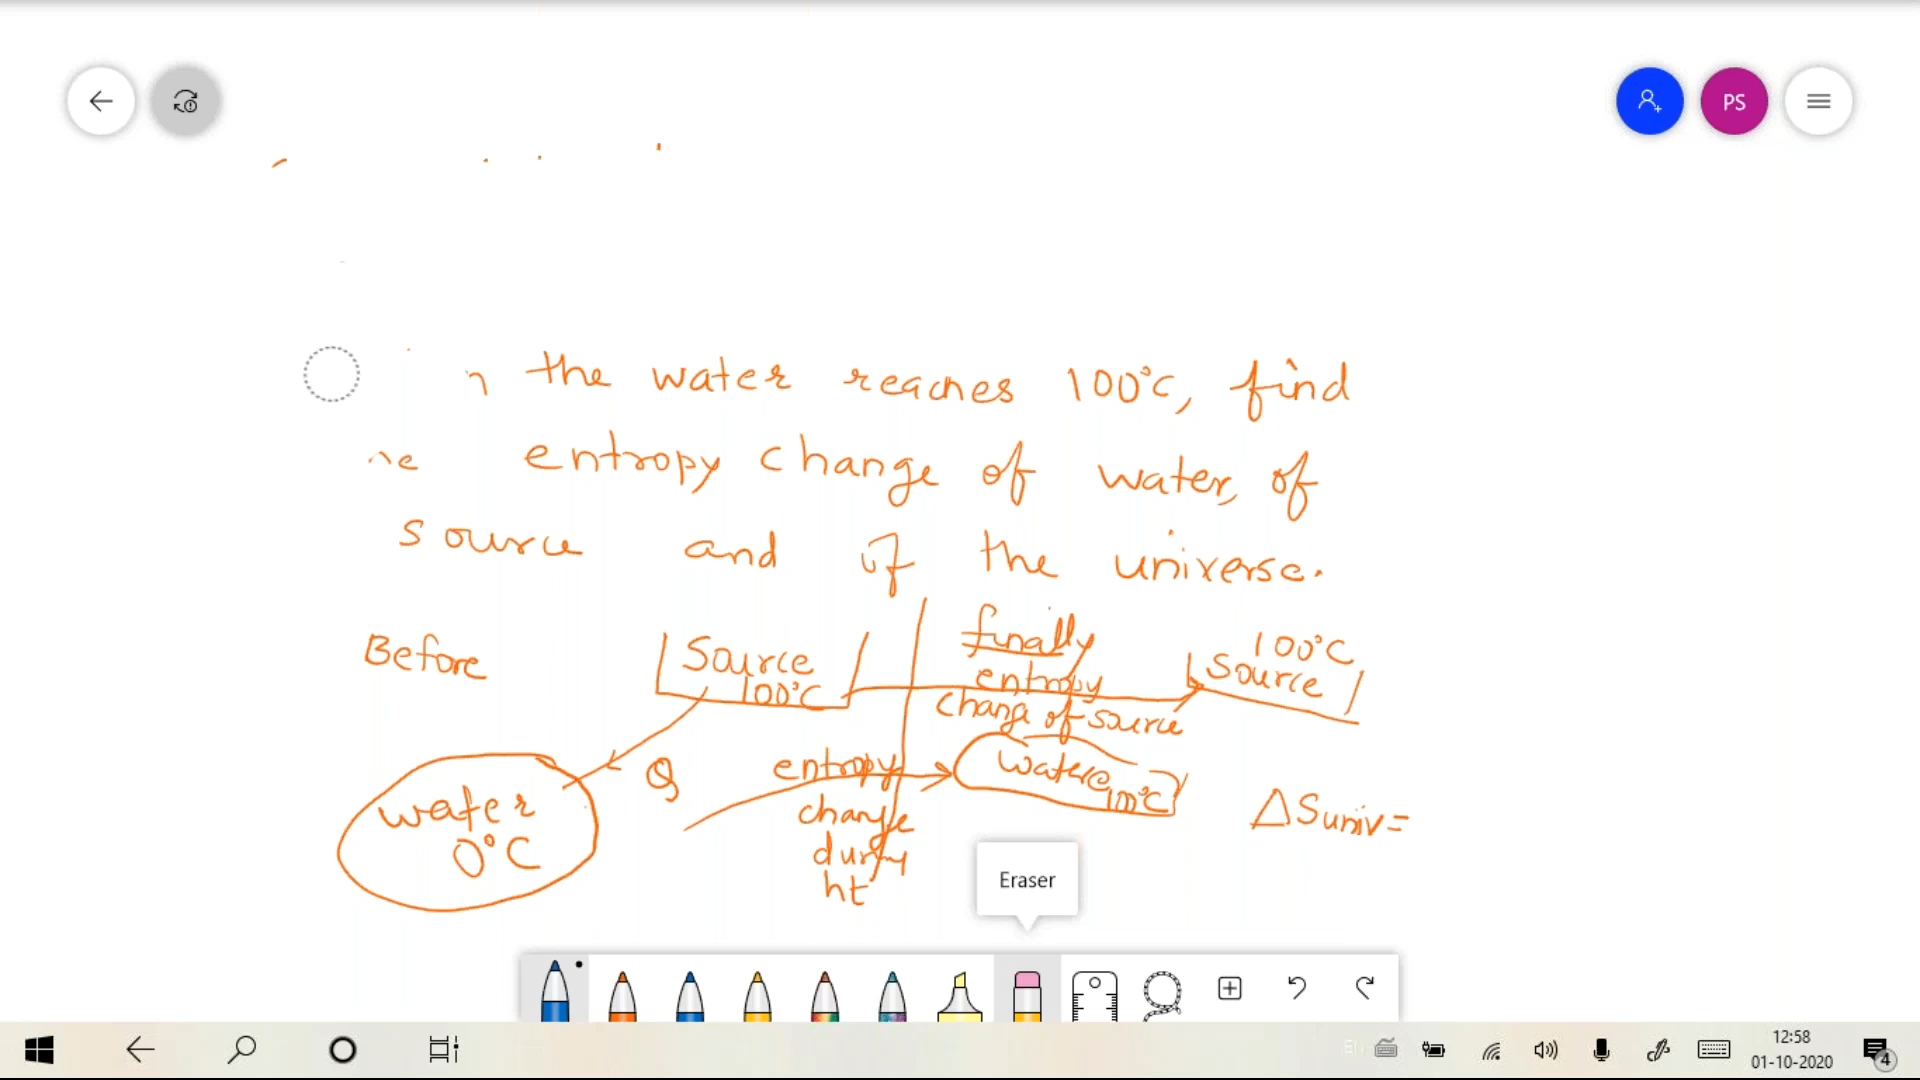 PS
the water reaches 100°C, find
entropy change of water, of
source and of the universe.
Before
Source
100°C
finally
entropy
change of source
100°C
Source
water
0°C
Q
entropy
change
during
ht
Water
100°C
ΔSuniv=
Eraser
12:58
01-10-2020
4